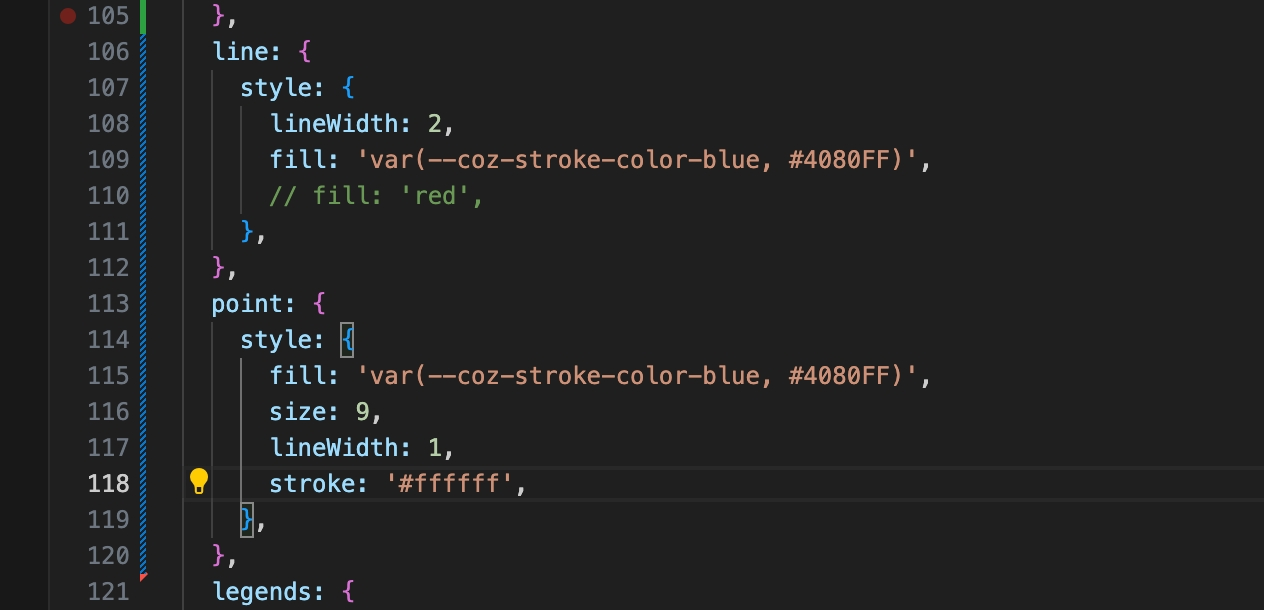 105 },
106 line: {
107 style: {
108 lineWidth: 2,
109 fill: 'var(--coz-stroke-color-blue, #4080FF)',
110 // fill: 'red',
111 },
112 },
113 point: {
114 style: {
115 fill: 'var(--coz-stroke-color-blue, #4080FF)',
116 size: 9,
117 lineWidth: 1,
118 stroke: '#ffffff',
119 },
120 },
121 legends: {